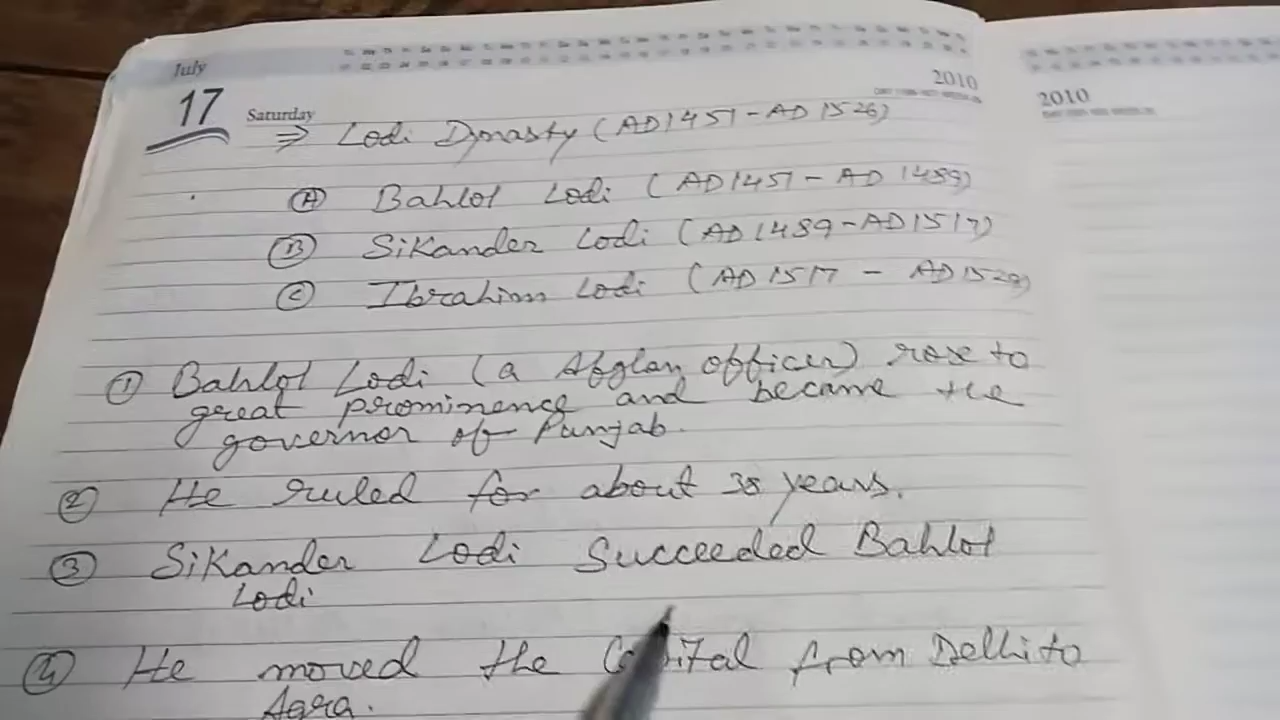 July
17
Saturday
2010
2010
⇒ Lodi Dynasty (AD1451-AD 1526)
(A) Bahlol Lodi (AD1451 - AD 1489)
(B) Sikander Lodi (AD1489-AD1517)
(C) Ibrahim Lodi (AD 1517 - AD 1526)
(1) Bahlol Lodi (a Afglan officer) rose to
great prominence and became the
governor of Punjab.
(2) He ruled for about 38 years.
(3) Sikander Lodi Succeeded Bahlol
Lodi
(4) He moved the Capital from Delhi to
Agra.